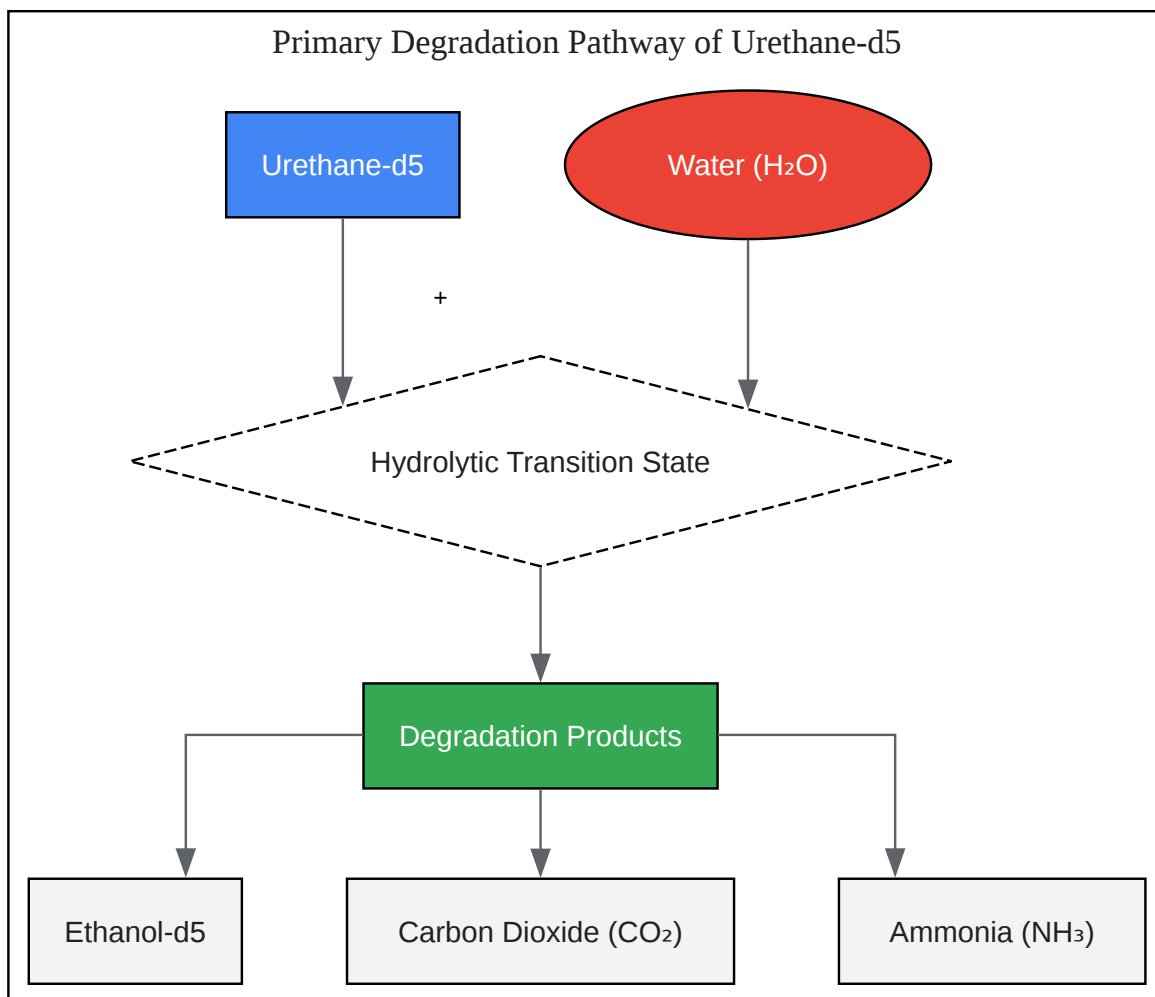 Primary Degradation Pathway of Urethane-d5
Urethane-d5
Water (H₂O)
+
Hydrolytic Transition State
Degradation Products
Ethanol-d5
Carbon Dioxide (CO₂)
Ammonia (NH₃)